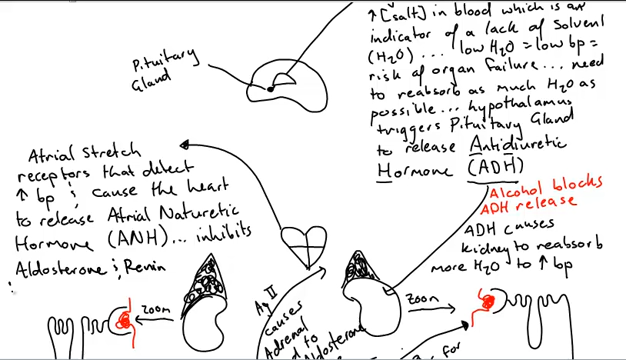 ↑ [salt] in blood which is an
indicator of a lack of Solvent
(H₂O) ... low H₂O = low bp =
risk of organ failure... need
to reabsorb as much H₂O as
possible... hypothalamus
triggers Pituitary Gland
to release Antidiuretic
Hormone (ADH)
Pituitary
Gland
Atrial Stretch
receptors that detect
↑ bp & cause the heart
to release Atrial Naturetic
Hormone (ANH)... inhibits
Aldosterone & Renin
Alcohol blocks
ADH release
ADH causes
kidney to reabsorb
more H₂O to ↑ bp
Zoom
Zoom
Ag II
causes
Adrenal
to
Aldosterone
for